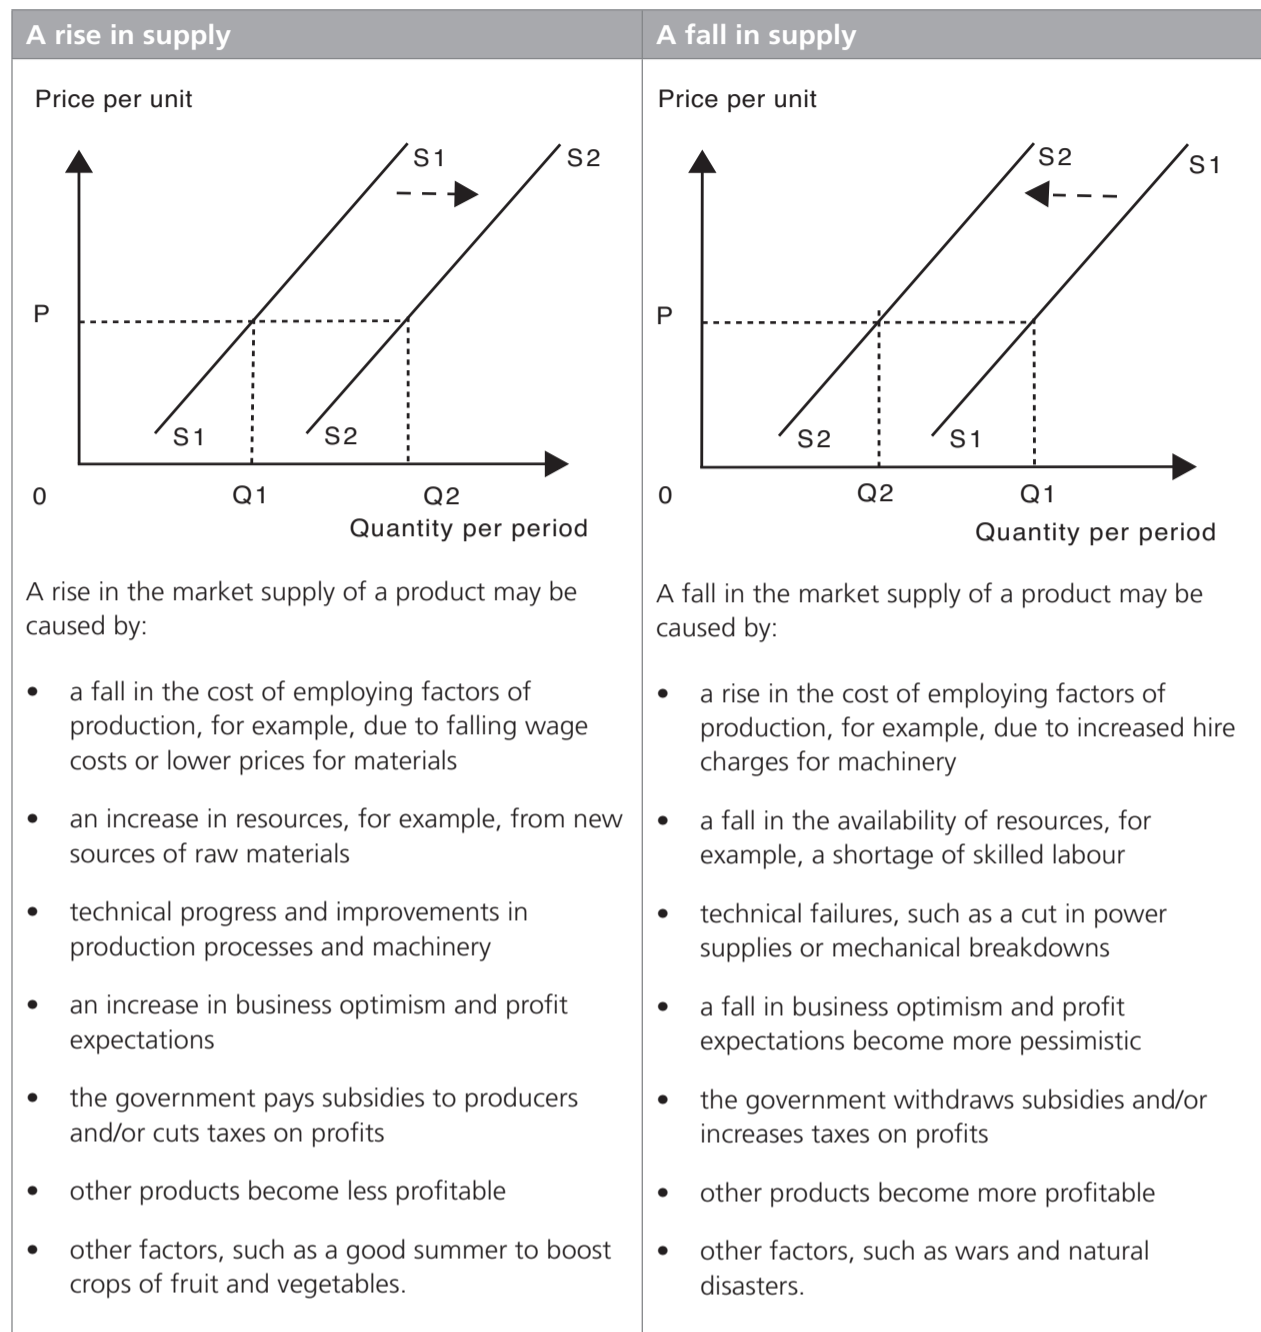 A rise in supply
Price per unit
S1
S2
P
S1
S2
0
Q1
Q2
Quantity per period
A rise in the market supply of a product may be
caused by:
• a fall in the cost of employing factors of
production, for example, due to falling wage
costs or lower prices for materials
• an increase in resources, for example, from new
sources of raw materials
• technical progress and improvements in
production processes and machinery
• an increase in business optimism and profit
expectations
• the government pays subsidies to producers
and/or cuts taxes on profits
• other products become less profitable
• other factors, such as a good summer to boost
crops of fruit and vegetables.
A fall in supply
Price per unit
S2
S1
P
S2
S1
0
Q2
Q1
Quantity per period
A fall in the market supply of a product may be
caused by:
• a rise in the cost of employing factors of
production, for example, due to increased hire
charges for machinery
• a fall in the availability of resources, for
example, a shortage of skilled labour
• technical failures, such as a cut in power
supplies or mechanical breakdowns
• a fall in business optimism and profit
expectations become more pessimistic
• the government withdraws subsidies and/or
increases taxes on profits
• other products become more profitable
• other factors, such as wars and natural
disasters.